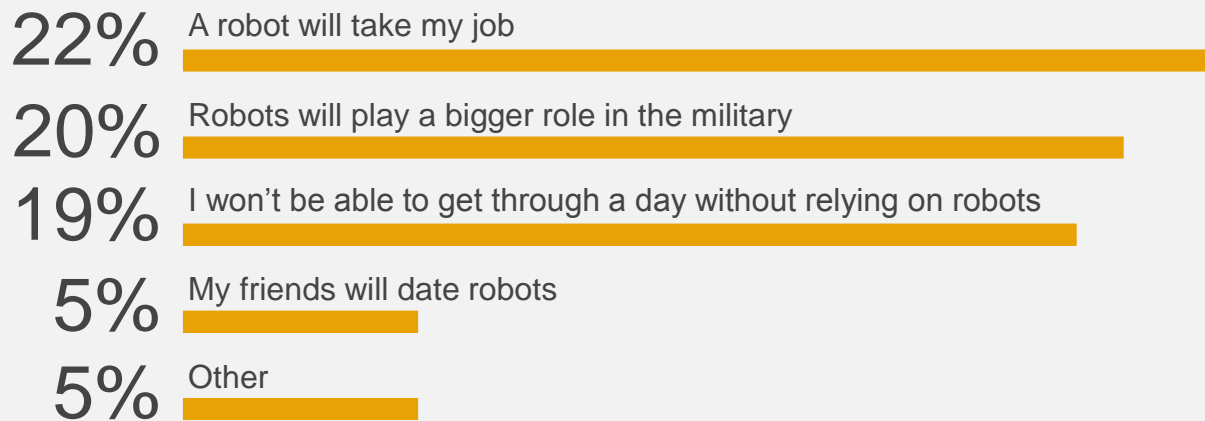 22% A robot will take my job
20% Robots will play a bigger role in the military
19% I won’t be able to get through a day without relying on robots
5% My friends will date robots
5% Other